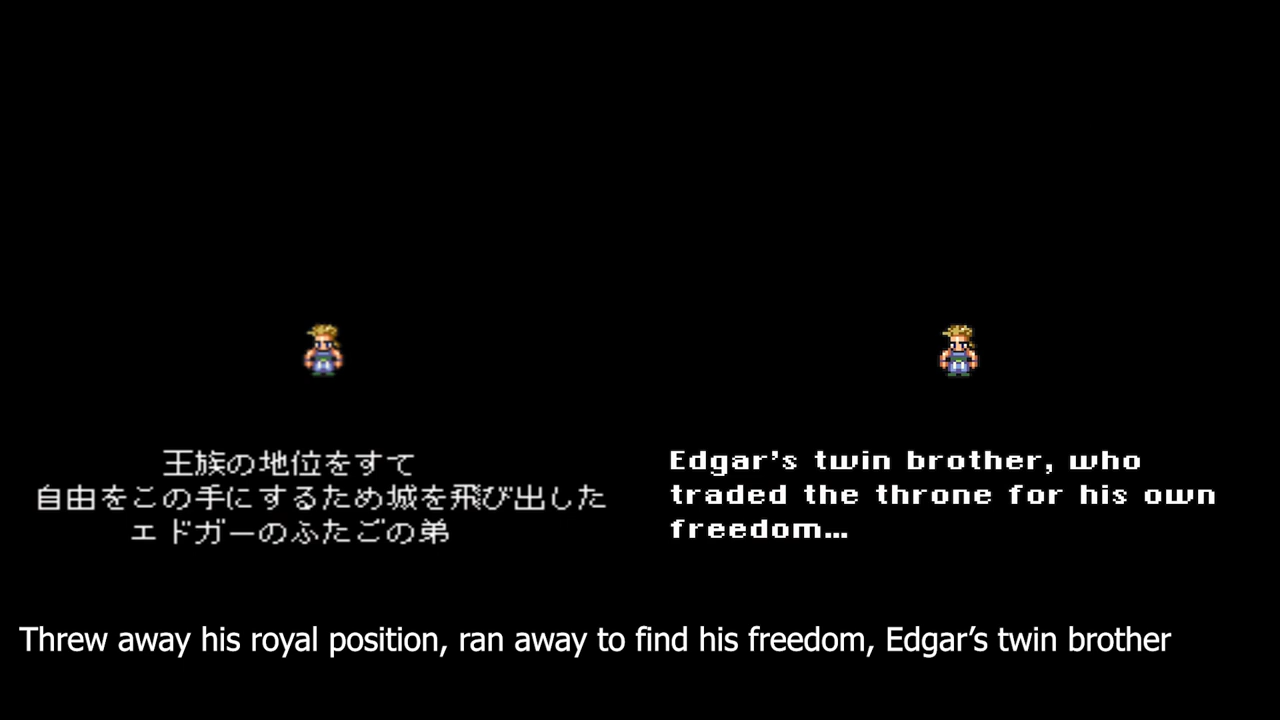 王族の地位をすて
自由をこの手にするため城を飛び出した
エドガーのふたごの弟
Edgar's twin brother, who
traded the throne for his own
freedom…
Threw away his royal position, ran away to find his freedom, Edgar's twin brother